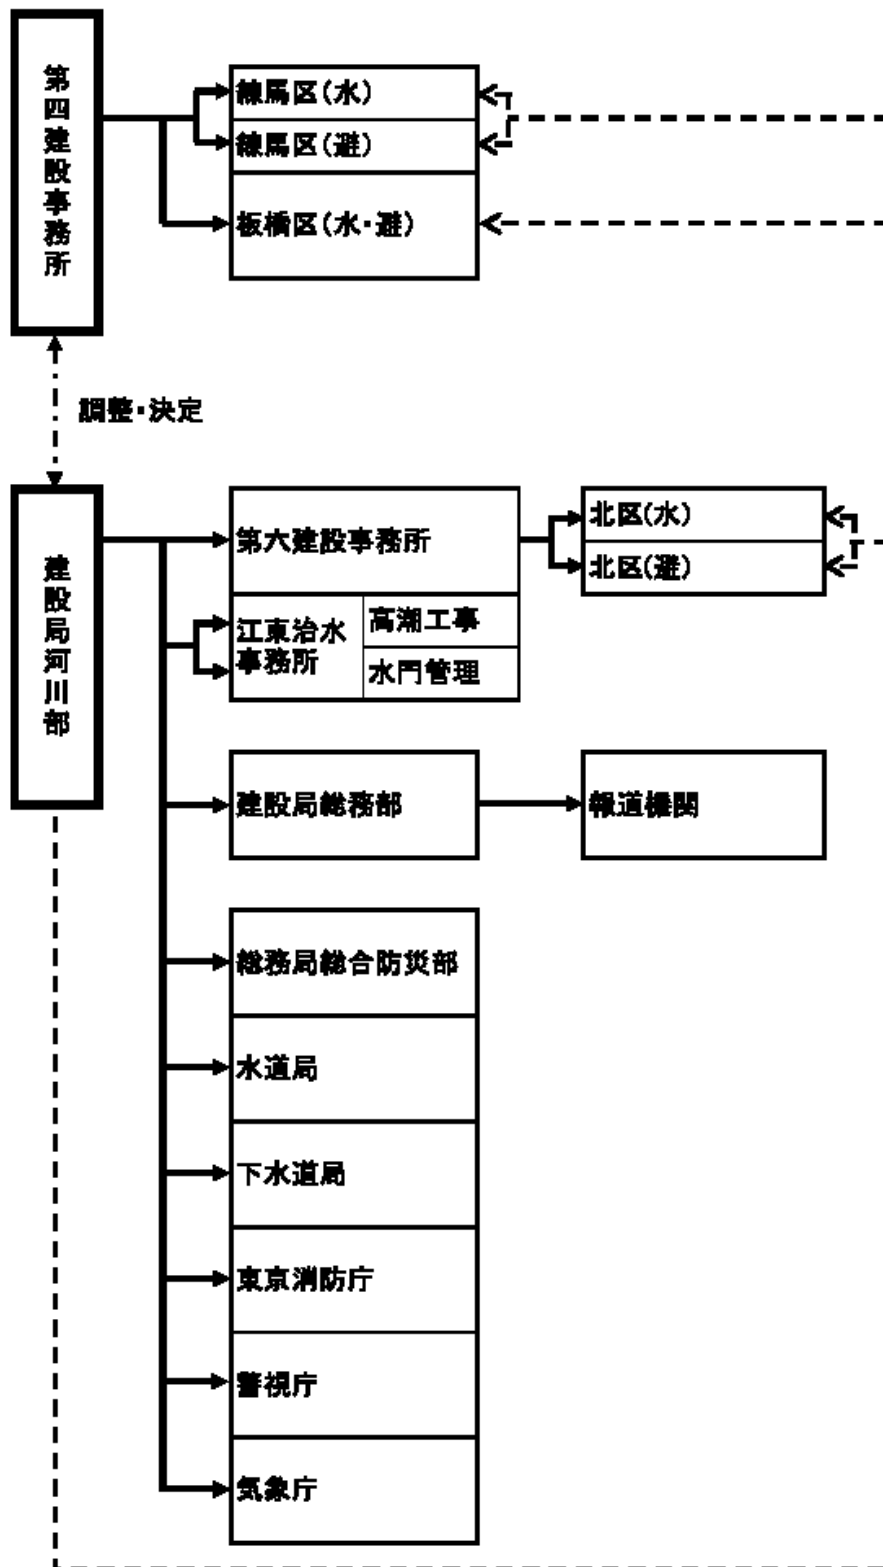 第四建設事務所
練馬区(水)
練馬区(避)
板橋区(水・避)
調整・決定
建設局河川部
第六建設事務所
北区(水)
北区(避)
江東治水
事務所
高潮工事
水門管理
建設局総務部
報道機関
総務局総合防災部
水道局
下水道局
東京消防庁
警視庁
気象庁